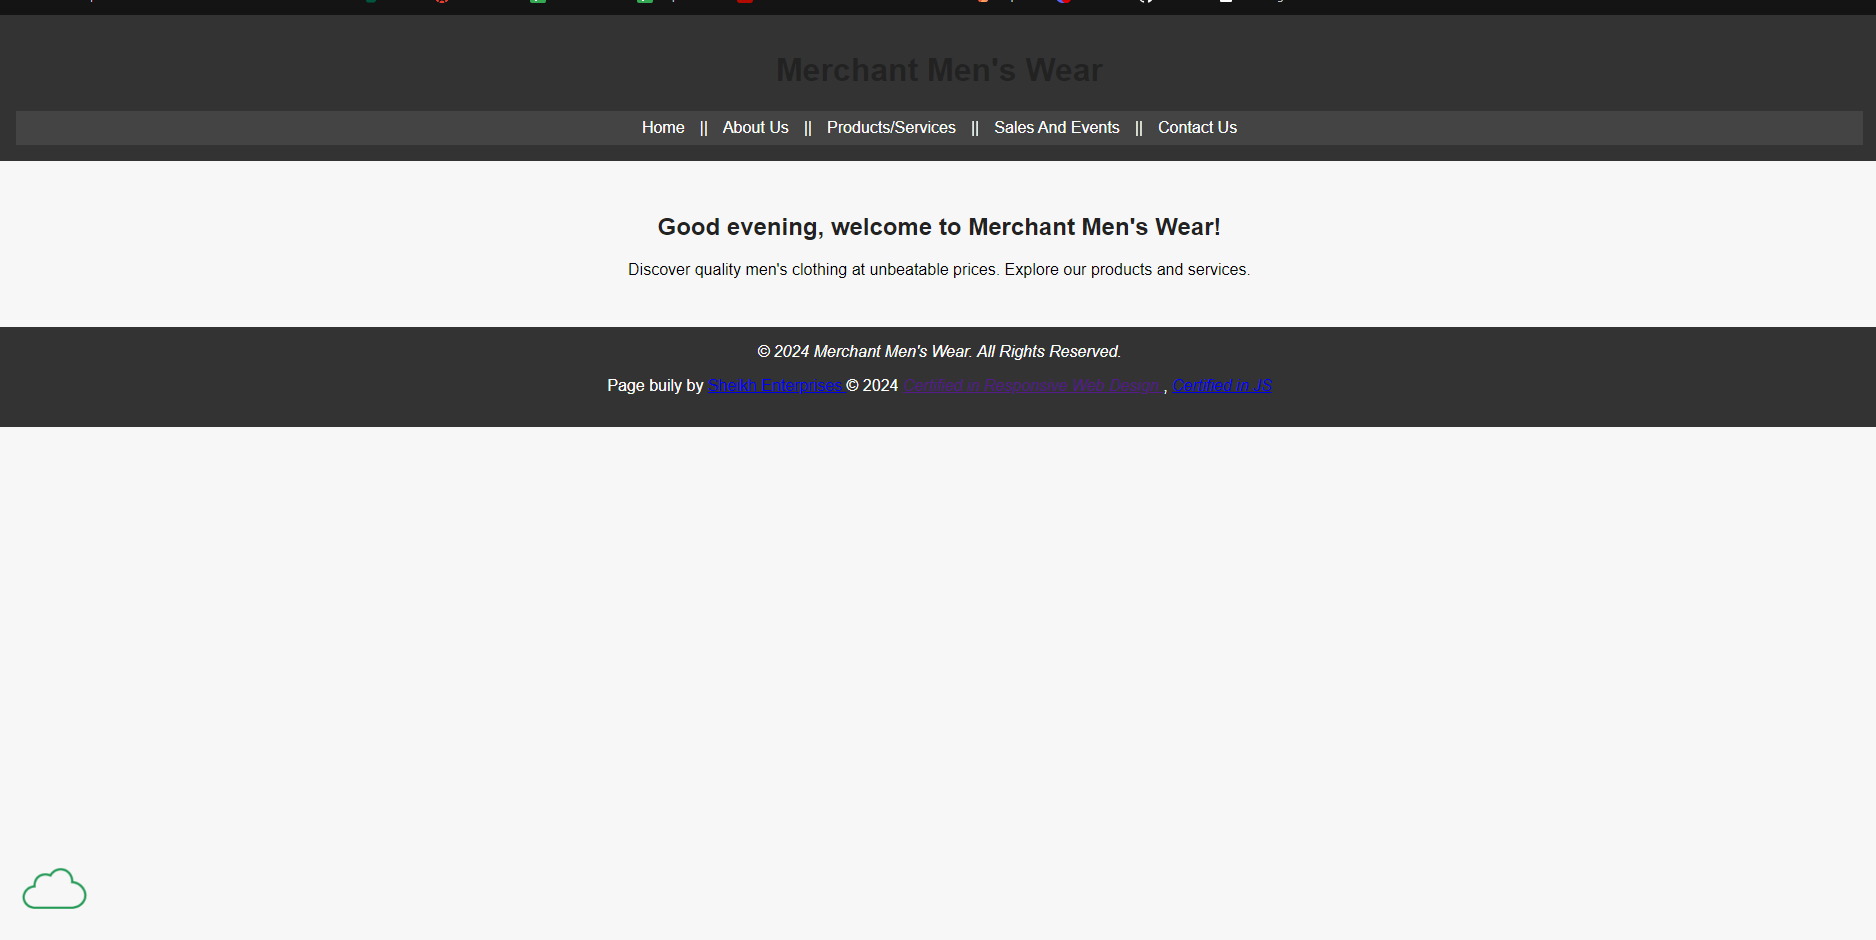 Merchant Men's Wear
Home || About Us || Products/Services || Sales And Events || Contact Us
Good evening, welcome to Merchant Men's Wear!
Discover quality men's clothing at unbeatable prices. Explore our products and services.
© 2024 Merchant Men's Wear. All Rights Reserved.
Page buily by Sheikh Enterprises © 2024 Certified in Responsive Web Design , Certified in JS